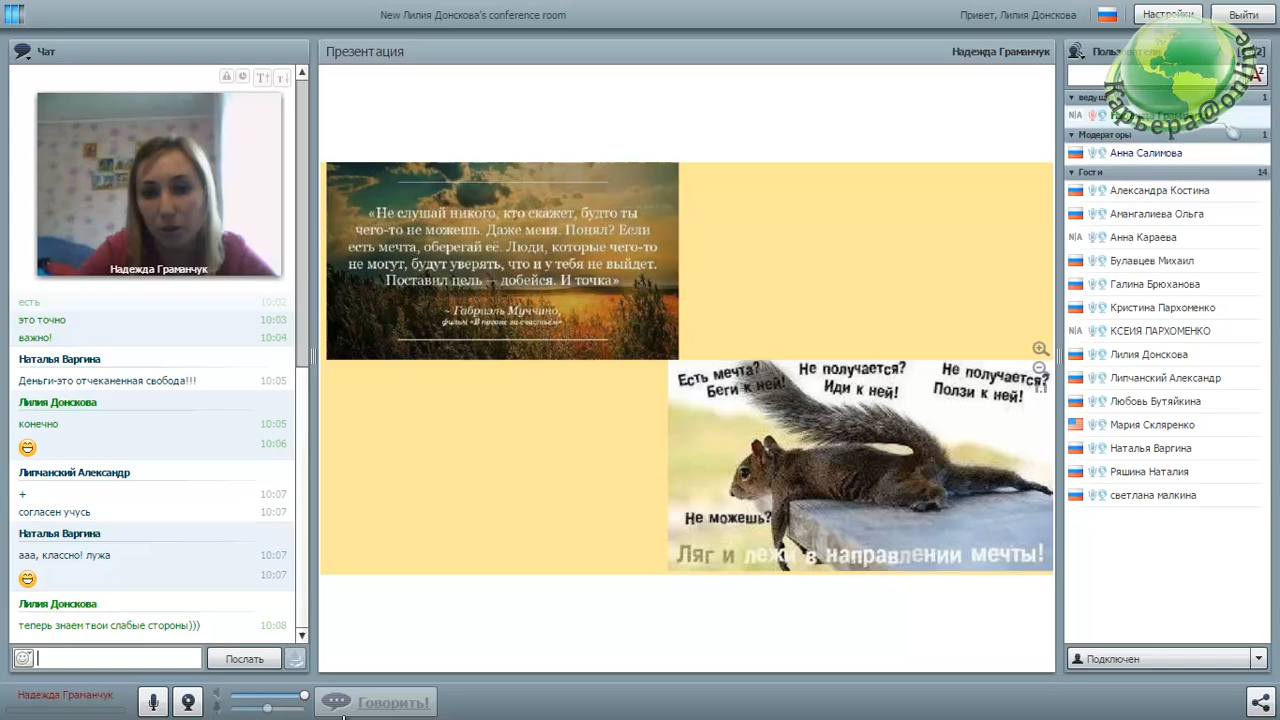 New Лилия Донскова's conference room
Привет, Лилия Донскова
Настройки
Выйти
Чат
Надежда Граманчук
есть 10:02
это точно 10:03
важно! 10:04
Наталья Варгина
Деньги-это отчеканенная свобода!!! 10:05
Лилия Донскова
конечно 10:05
10:06
Липчанский Александр
+ 10:07
согласен учусь 10:07
Наталья Варгина
ааа, классно! лужа 10:07
10:07
Лилия Донскова
теперь знаем твои слабые стороны))) 10:08
Послать
Надежда Граманчук
Говорить!
Презентация
Надежда Граманчук
«Не слушай никого, кто скажет, будто ты
чего-то не можешь. Даже меня. Понял? Если
есть мечта, оберегай её. Люди, которые чего-то
не могут, будут уверять, что и у тебя не выйдет.
Поставил цель – добейся. И точка»
~ Габриэль Муччино,
фильм «В погоне за счастьем»
Есть мечта?
Беги к ней!
Не получается?
Иди к ней!
Не получается?
Ползи к ней!
Не можешь?
Ляг и лежи в направлении мечты!
1:1
Карьера@online
N/A
Модераторы 1
Анна Салимова
Гости 14
Александра Костина
Амангалиева Ольга
N/A Анна Караева
Булавцев Михаил
Галина Брюханова
Кристина Пархоменко
N/A КСЕИЯ ПАРХОМЕНКО
Лилия Донскова
Липчанский Александр
Любовь Бутяйкина
Мария Скляренко
Наталья Варгина
Ряшина Наталия
светлана малкина
Подключен